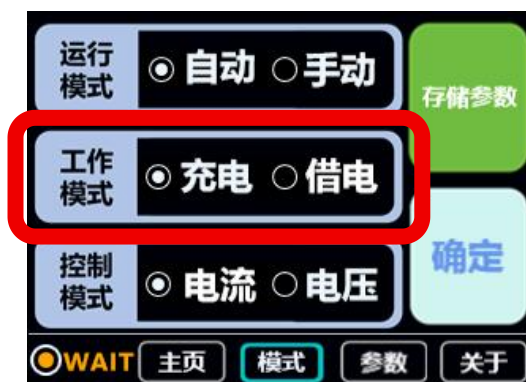 运行
模式
自动 手动
存储参数
工作
模式
充电 借电
控制
模式
电流 电压
确定
WAIT 主页 模式 参数 关于